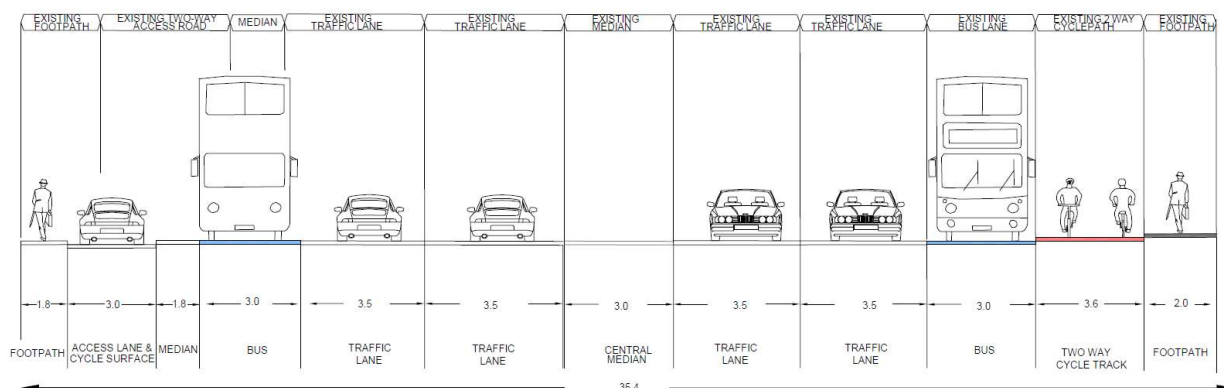 EXISTING
FOOTPATH
EXISTING TWO-WAY
ACCESS ROAD
MEDIAN
EXISTING
TRAFFIC LANE
EXISTING
TRAFFIC LANE
EXISTING
MEDIAN
EXISTING
TRAFFIC LANE
EXISTING
TRAFFIC LANE
EXISTING
BUS LANE
EXISTING 2 WAY
CYCLEPATH
EXISTING
FOOTPATH
1.8
3.0
1.8
3.0
3.5
3.5
3.0
3.5
3.5
3.0
3.6
2.0
FOOTPATH
ACCESS LANE &
CYCLE SURFACE
MEDIAN
BUS
TRAFFIC
LANE
TRAFFIC
LANE
CENTRAL
MEDIAN
TRAFFIC
LANE
TRAFFIC
LANE
BUS
TWO WAY
CYCLE TRACK
FOOTPATH
35.4